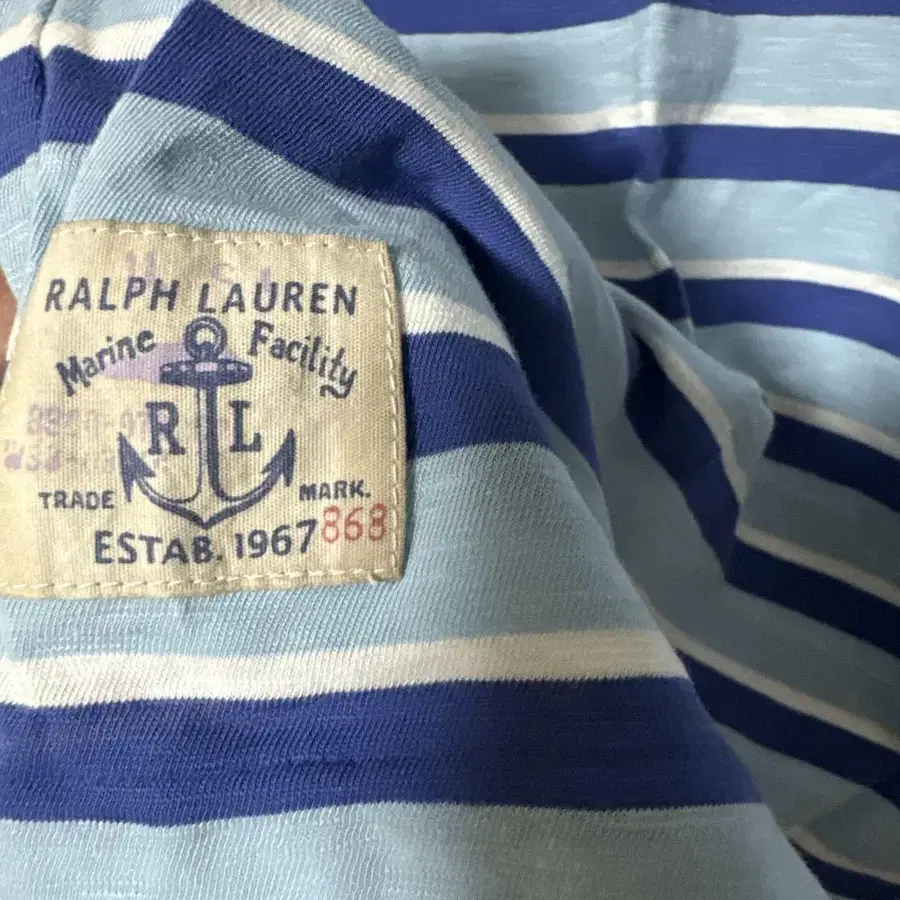 RALPH LAUREN
Marine Facility
R L
TRADE MARK.
ESTAB. 1967 868